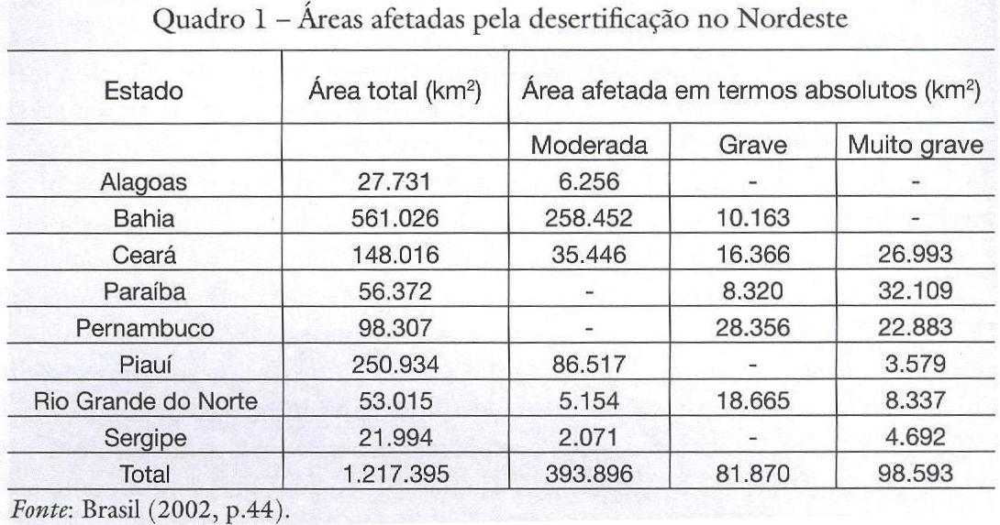 Quadro 1 – Áreas afetadas pela desertificação no Nordeste
Estado Área total (km²) Área afetada em termos absolutos (km²)
Moderada Grave Muito grave
Alagoas 27.731 6.256 - -
Bahia 561.026 258.452 10.163 -
Ceará 148.016 35.446 16.366 26.993
Paraíba 56.372 - 8.320 32.109
Pernambuco 98.307 - 28.356 22.883
Piauí 250.934 86.517 - 3.579
Rio Grande do Norte 53.015 5.154 18.665 8.337
Sergipe 21.994 2.071 - 4.692
Total 1.217.395 393.896 81.870 98.593
Fonte: Brasil (2002, p.44).